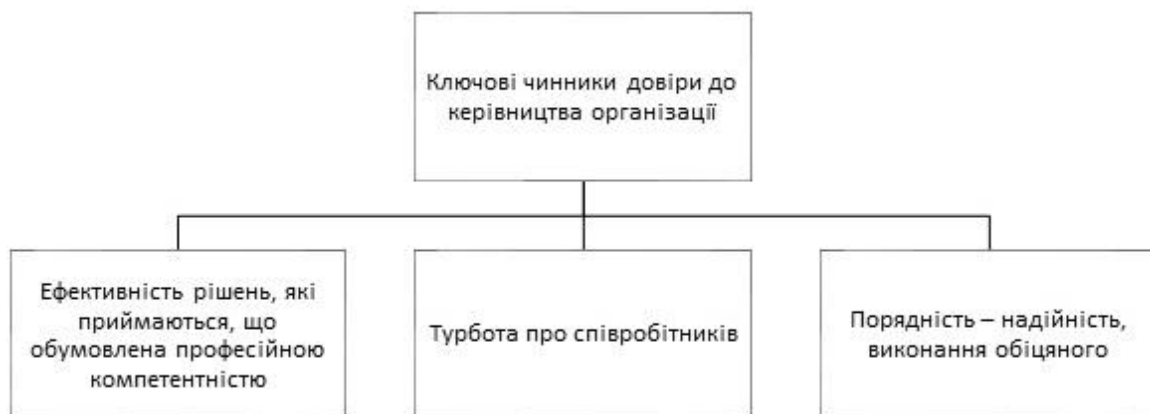 Ключові чинники довіри до
керівництва організації
Ефективність рішень, які
приймаються, що
обумовлена професійною
компетентністю
Турбота про співробітників
Порядність – надійність,
виконання обіцяного